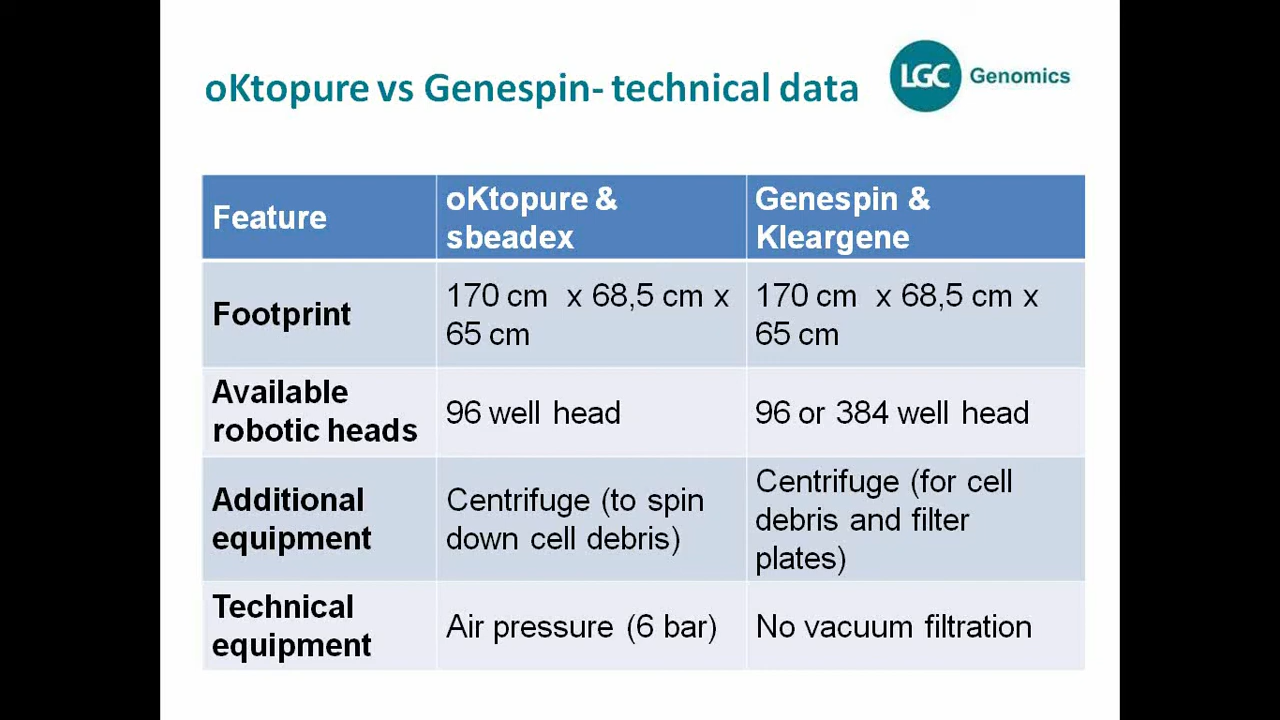 oKtopure vs Genespin- technical data
LGC Genomics
Feature
oKtopure &
sbeadex
Genespin &
Kleargene
Footprint
170 cm x 68,5 cm x
65 cm
170 cm x 68,5 cm x
65 cm
Available
robotic heads
96 well head
96 or 384 well head
Additional
equipment
Centrifuge (to spin
down cell debris)
Centrifuge (for cell
debris and filter
plates)
Technical
equipment
Air pressure (6 bar)
No vacuum filtration